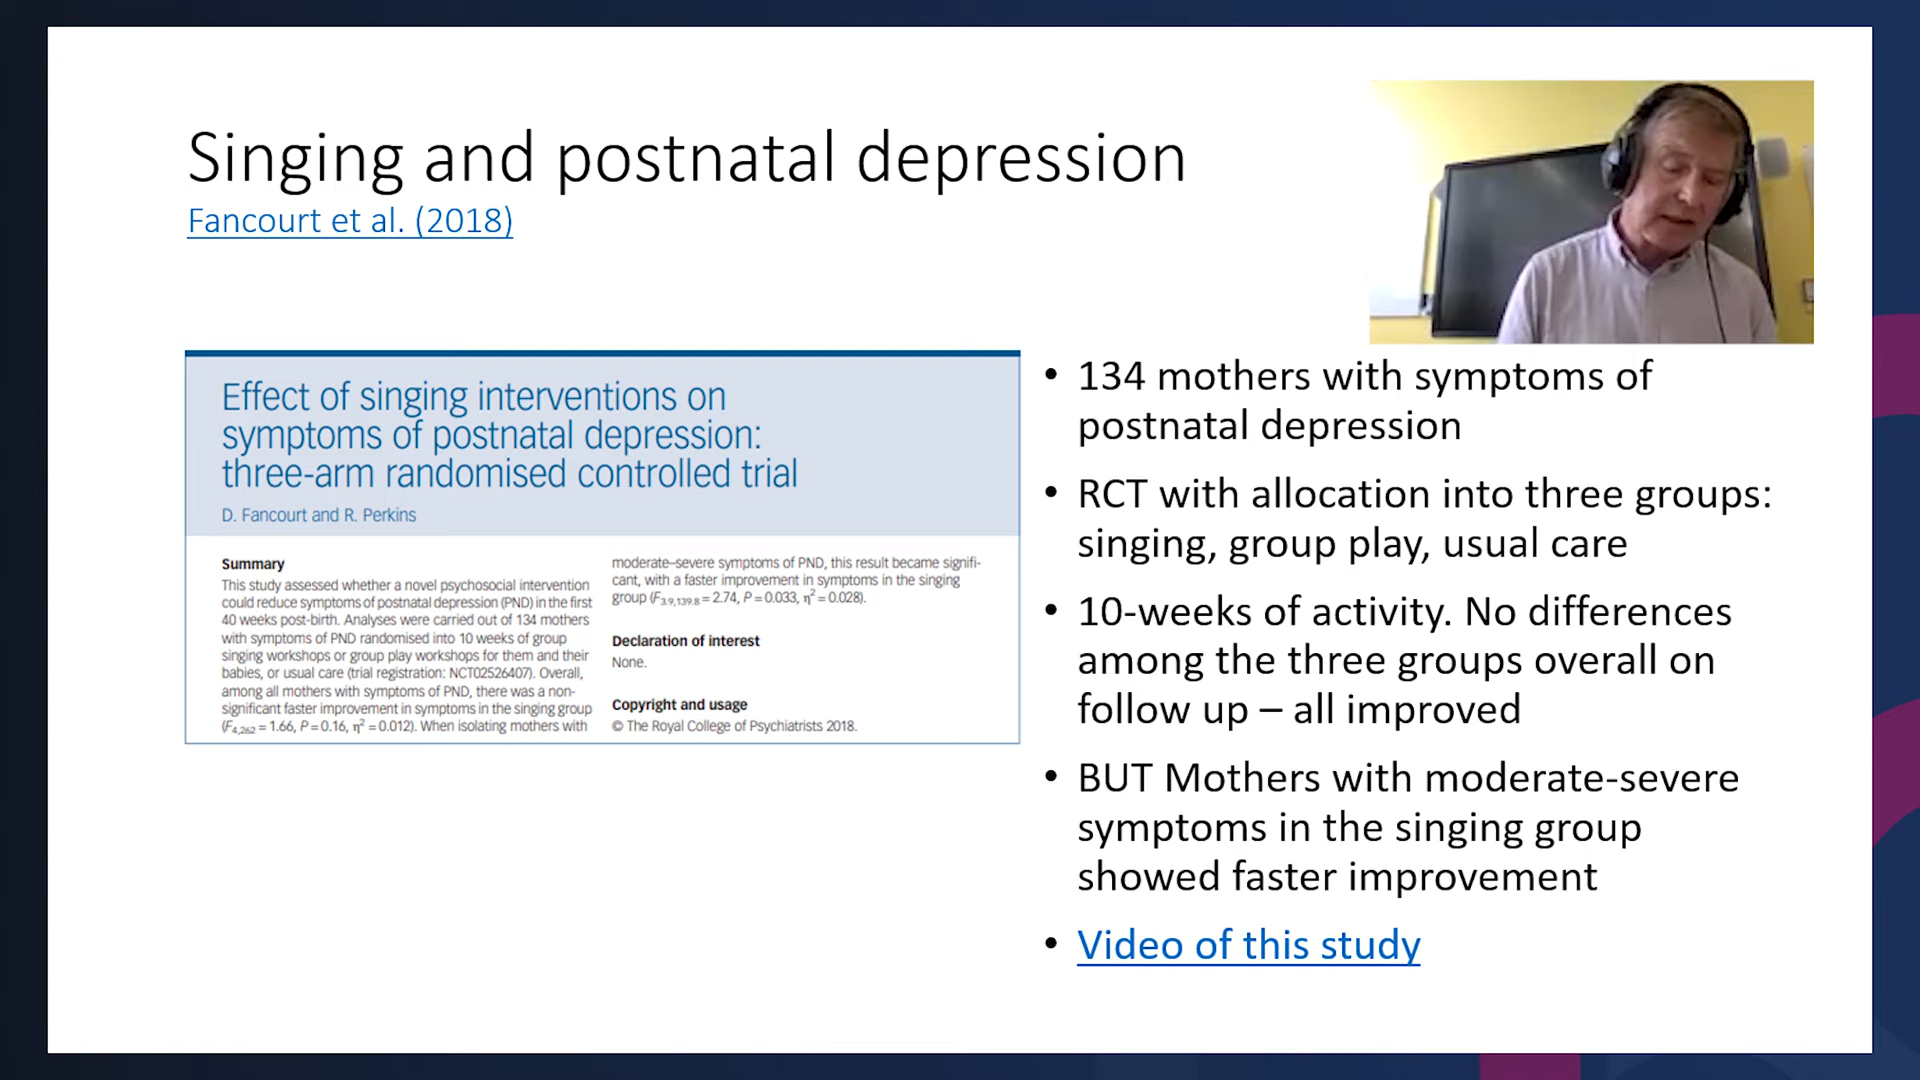 Singing and postnatal depression
Fancourt et al. (2018)
Effect of singing interventions on
symptoms of postnatal depression:
three-arm randomised controlled trial
D. Fancourt and R. Perkins
Summary
This study assessed whether a novel psychosocial intervention
could reduce symptoms of postnatal depression (PND) in the first
40 weeks post-birth. Analyses were carried out of 134 mothers
with symptoms of PND randomised into 10 weeks of group
singing workshops or group play workshops for them and their
babies, or usual care (trial registration: NCT02526407). Overall,
among all mothers with symptoms of PND, there was a non-
significant faster improvement in symptoms in the singing group
(F4,262 = 1.66, P = 0.16, η² = 0.012). When isolating mothers with
moderate–severe symptoms of PND, this result became signifi-
cant, with a faster improvement in symptoms in the singing
group (F3.9,139.8 = 2.74, P = 0.033, η² = 0.028).
Declaration of interest
None.
Copyright and usage
© The Royal College of Psychiatrists 2018.
• 134 mothers with symptoms of
postnatal depression
• RCT with allocation into three groups:
singing, group play, usual care
• 10-weeks of activity. No differences
among the three groups overall on
follow up – all improved
• BUT Mothers with moderate-severe
symptoms in the singing group
showed faster improvement
• Video of this study